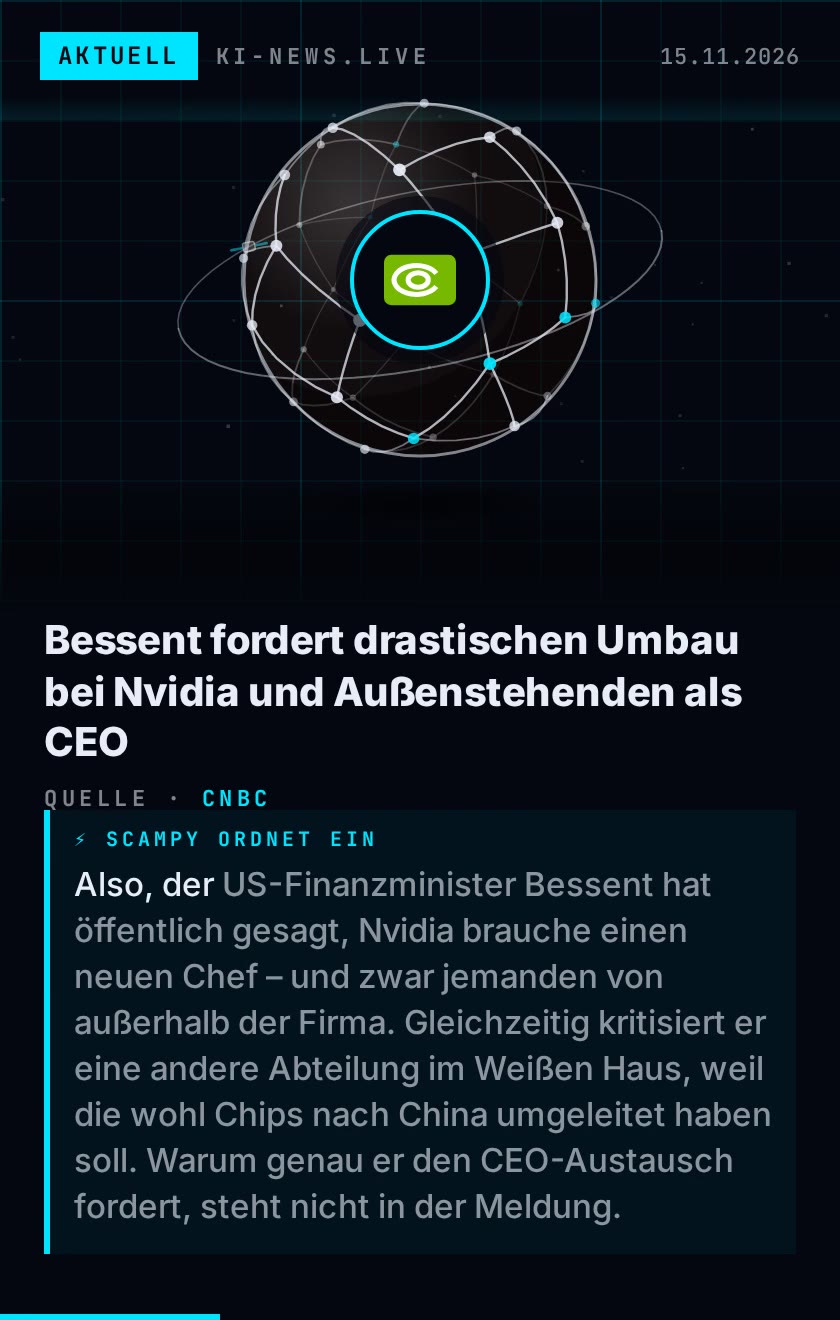 AKTUELL KI-NEWS.LIVE 15.11.2026
Bessent fordert drastischen Umbau
bei Nvidia und Außenstehenden als
CEO
QUELLE · CNBC
⚡ SCAMPY ORDNET EIN
Also, der US-Finanzminister Bessent hat
öffentlich gesagt, Nvidia brauche einen
neuen Chef – und zwar jemanden von
außerhalb der Firma. Gleichzeitig kritisiert er
eine andere Abteilung im Weißen Haus, weil
die wohl Chips nach China umgeleitet haben
soll. Warum genau er den CEO-Austausch
fordert, steht nicht in der Meldung.